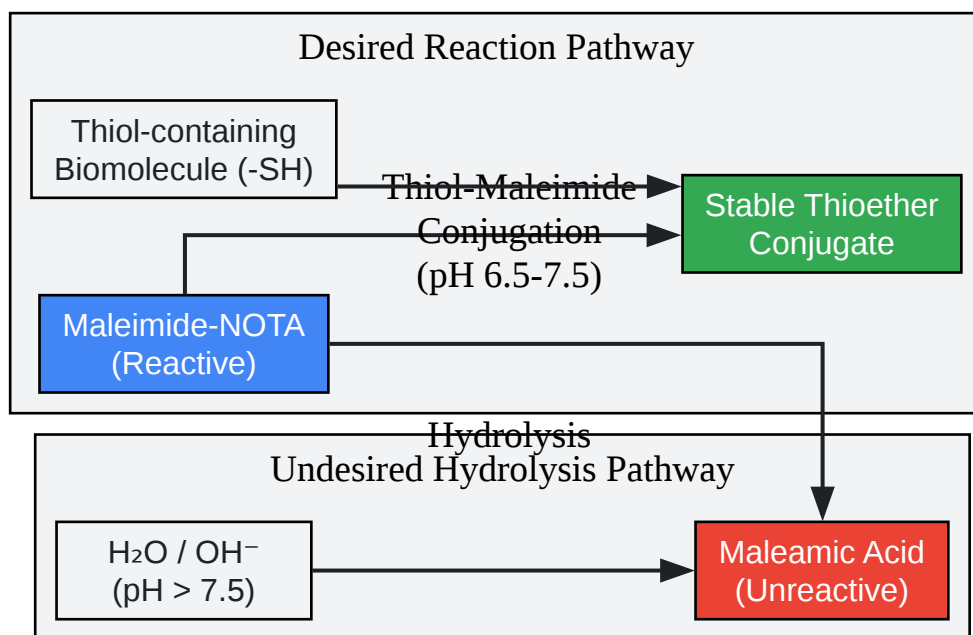 Desired Reaction Pathway
Thiol-containing
Biomolecule (-SH)
Thiol-Maleimide
Conjugation
(pH 6.5-7.5)
Stable Thioether
Conjugate
Maleimide-NOTA
(Reactive)
Hydrolysis
Undesired Hydrolysis Pathway
H₂O / OH⁻
(pH > 7.5)
Maleamic Acid
(Unreactive)